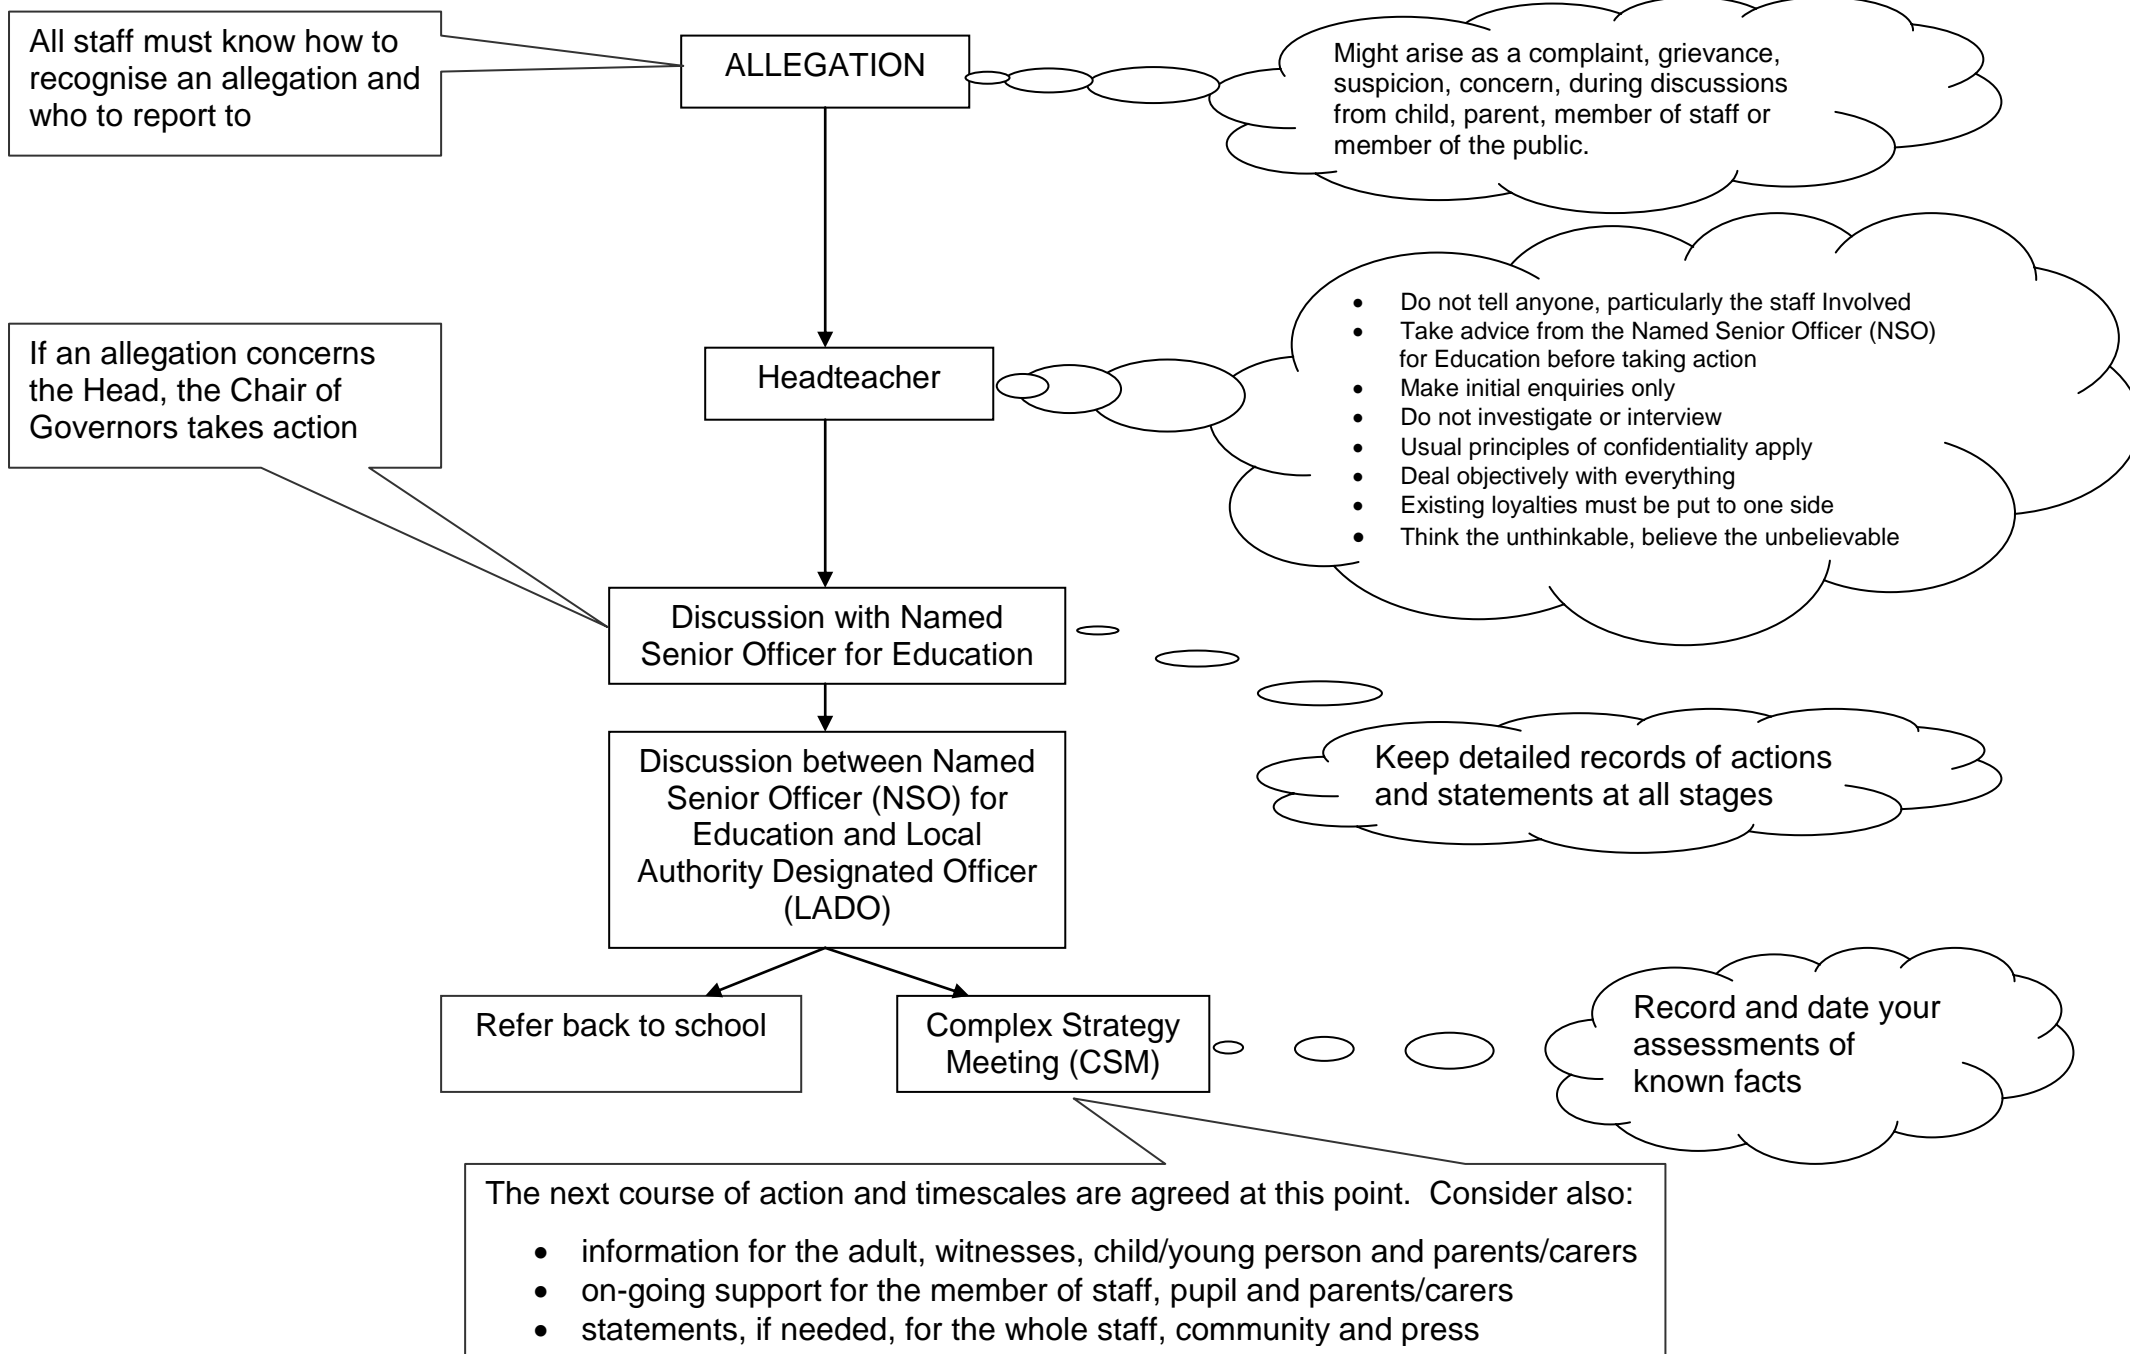 All staff must know how to
recognise an allegation and
who to report to
ALLEGATION
Might arise as a complaint, grievance,
suspicion, concern, during discussions
from child, parent, member of staff or
member of the public.
If an allegation concerns
the Head, the Chair of
Governors takes action
Headteacher
• Do not tell anyone, particularly the staff Involved
• Take advice from the Named Senior Officer (NSO)
for Education before taking action
• Make initial enquiries only
• Do not investigate or interview
• Usual principles of confidentiality apply
• Deal objectively with everything
• Existing loyalties must be put to one side
• Think the unthinkable, believe the unbelievable
Discussion with Named
Senior Officer for Education
Keep detailed records of actions
and statements at all stages
Discussion between Named
Senior Officer (NSO) for
Education and Local
Authority Designated Officer
(LADO)
Refer back to school
Complex Strategy
Meeting (CSM)
Record and date your
assessments of
known facts
The next course of action and timescales are agreed at this point.  Consider also:
• information for the adult, witnesses, child/young person and parents/carers
• on-going support for the member of staff, pupil and parents/carers
• statements, if needed, for the whole staff, community and press